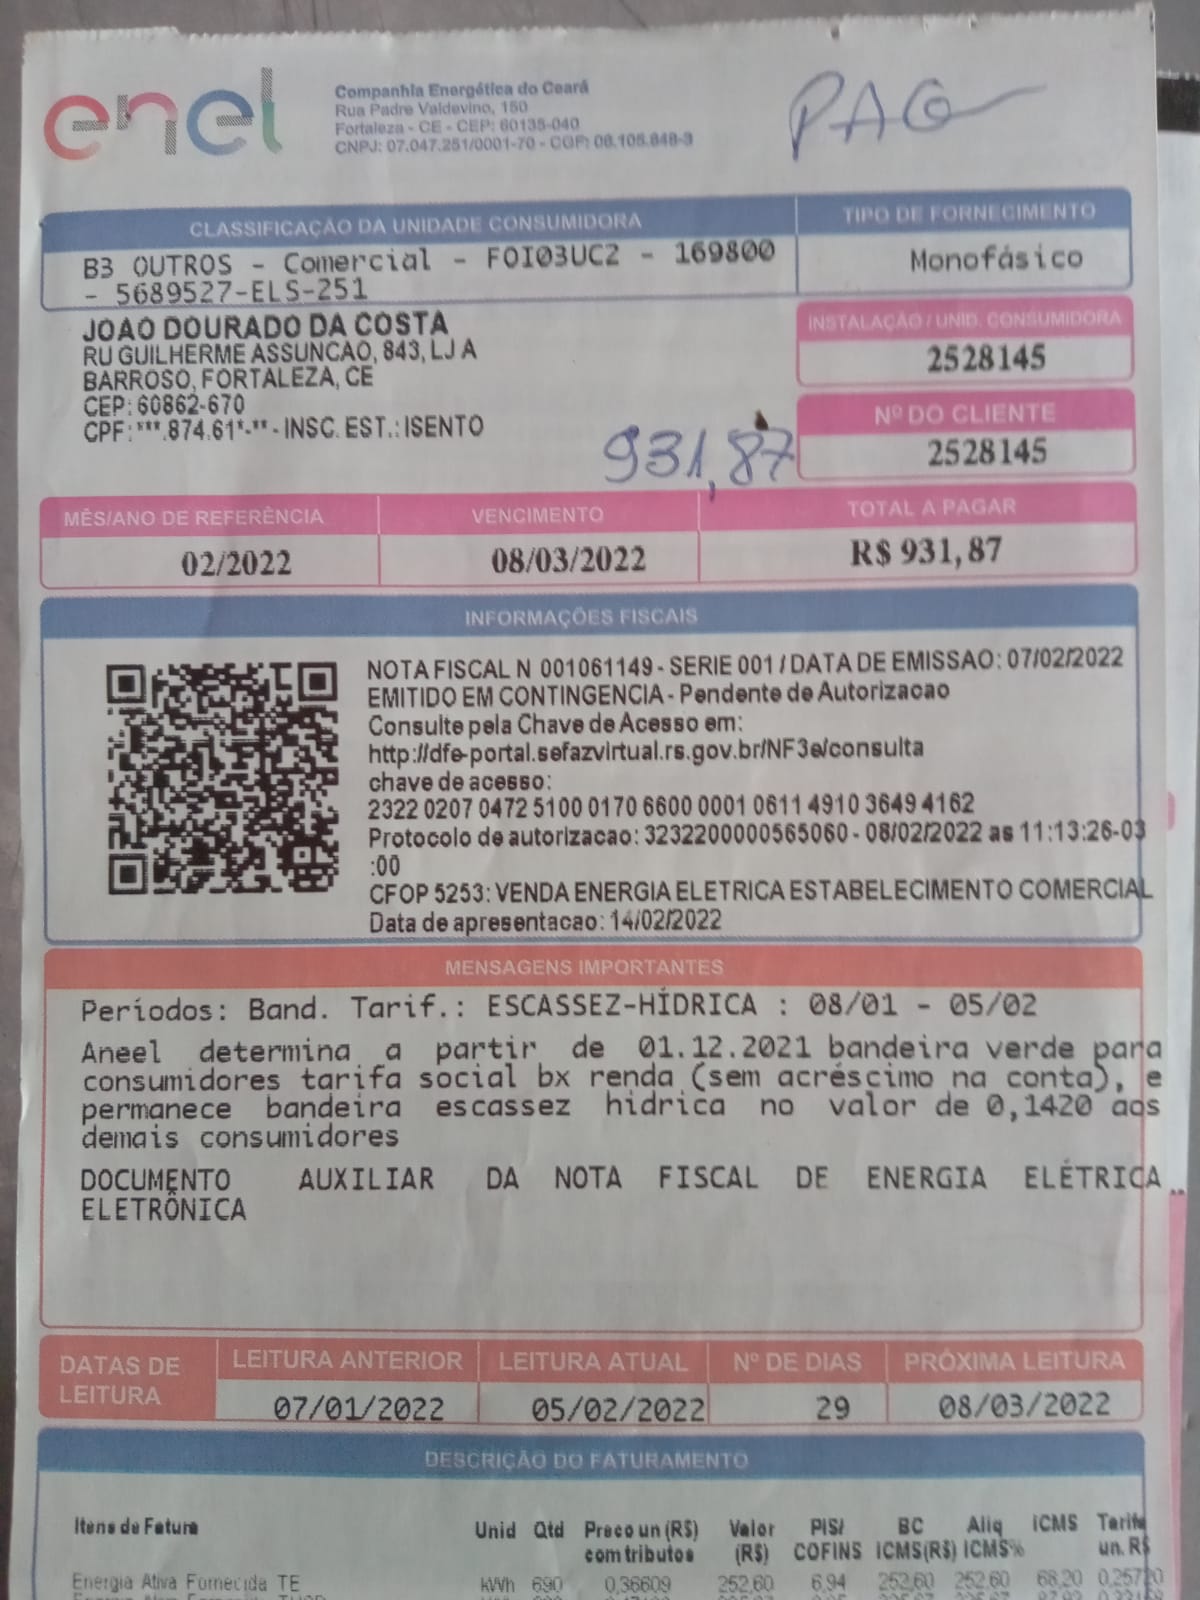 enel
Companhia Energética do Ceará
Rua Padre Valdevino, 150
Fortaleza - CE - CEP: 60135-040
CNPJ: 07.047.251/0001-70 - CGF: 06.105.848-3
PAG
CLASSIFICAÇÃO DA UNIDADE CONSUMIDORA
TIPO DE FORNECIMENTO
B3 OUTROS - Comercial - FOI03UC2 - 169800
- 5689527-ELS-251
Monofásico
JOAO DOURADO DA COSTA
RU GUILHERME ASSUNCAO, 843, LJ A
BARROSO, FORTALEZA, CE
CEP: 60862-670
CPF: ***.874.61*-** - INSC. EST.: ISENTO
INSTALAÇÃO / UNID. CONSUMIDORA
2528145
Nº DO CLIENTE
2528145
931,87
MÊS/ANO DE REFERÊNCIA VENCIMENTO TOTAL A PAGAR
02/2022 08/03/2022 R$ 931,87
INFORMAÇÕES FISCAIS
NOTA FISCAL N 001061149 - SERIE 001 / DATA DE EMISSAO: 07/02/2022
EMITIDO EM CONTINGENCIA - Pendente de Autorizacao
Consulte pela Chave de Acesso em:
http://dfe-portal.sefazvirtual.rs.gov.br/NF3e/consulta
chave de acesso:
2322 0207 0472 5100 0170 6600 0001 0611 4910 3649 4162
Protocolo de autorizacao: 3232200000565060 - 08/02/2022 as 11:13:26-03
:00
CFOP 5253: VENDA ENERGIA ELETRICA ESTABELECIMENTO COMERCIAL
Data de apresentacao: 14/02/2022
MENSAGENS IMPORTANTES
Períodos: Band. Tarif.: ESCASSEZ-HÍDRICA : 08/01 - 05/02
Aneel determina a partir de 01.12.2021 bandeira verde para
consumidores tarifa social bx renda (sem acréscimo na conta), e
permanece bandeira escassez hidrica no valor de 0,1420 aos
demais consumidores
DOCUMENTO AUXILIAR DA NOTA FISCAL DE ENERGIA ELÉTRICA
ELETRÔNICA
DATAS DE LEITURA
LEITURA ANTERIOR LEITURA ATUAL Nº DE DIAS PRÓXIMA LEITURA
07/01/2022 05/02/2022 29 08/03/2022
DESCRIÇÃO DO FATURAMENTO
Itens de Fatura Unid Qtd Preco un (R$) com tributos Valor (R$) PIS/ COFINS BC ICMS(R$) Aliq ICMS% ICMS Tarifa un. R$
Energia Ativa Fornecida TE kWh 690 0,36609 252,60 6,94 252,60 252,60 68,20 0,25720